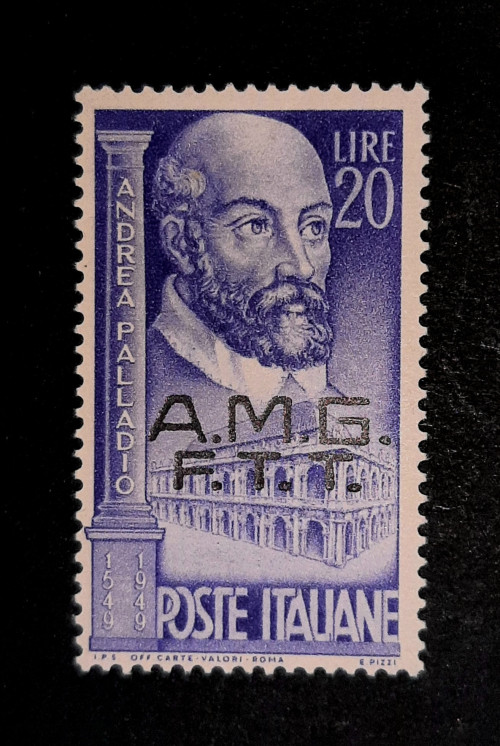 LIRE
20
ANDREA PALLADIO
A.M.G.
F.T.T.
1549
1949
POSTE ITALIANE
I.P.S. OFF. CARTE-VALORI-ROMA
E.PIZZI